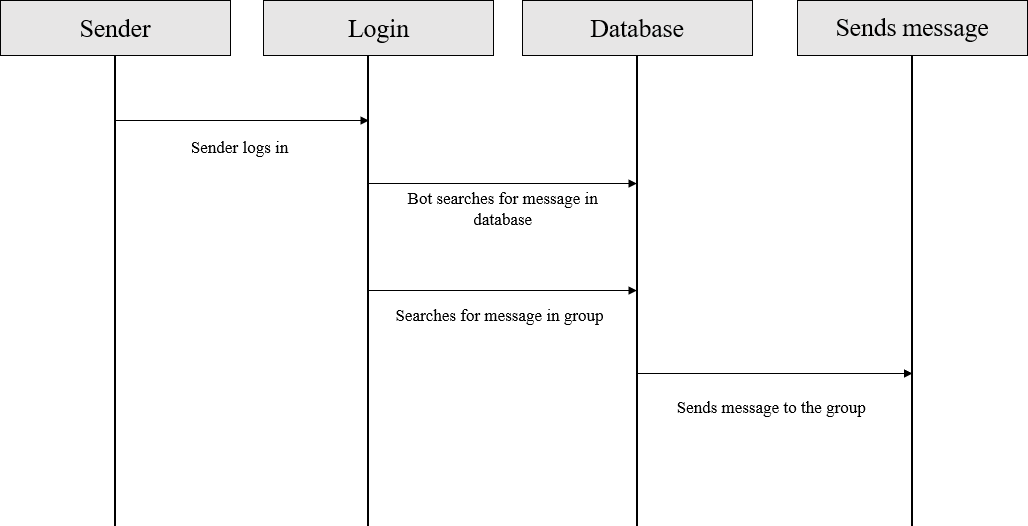 Sender
Login
Database
Sends message
Sender logs in
Bot searches for message in
database
Searches for message in group
Sends message to the group